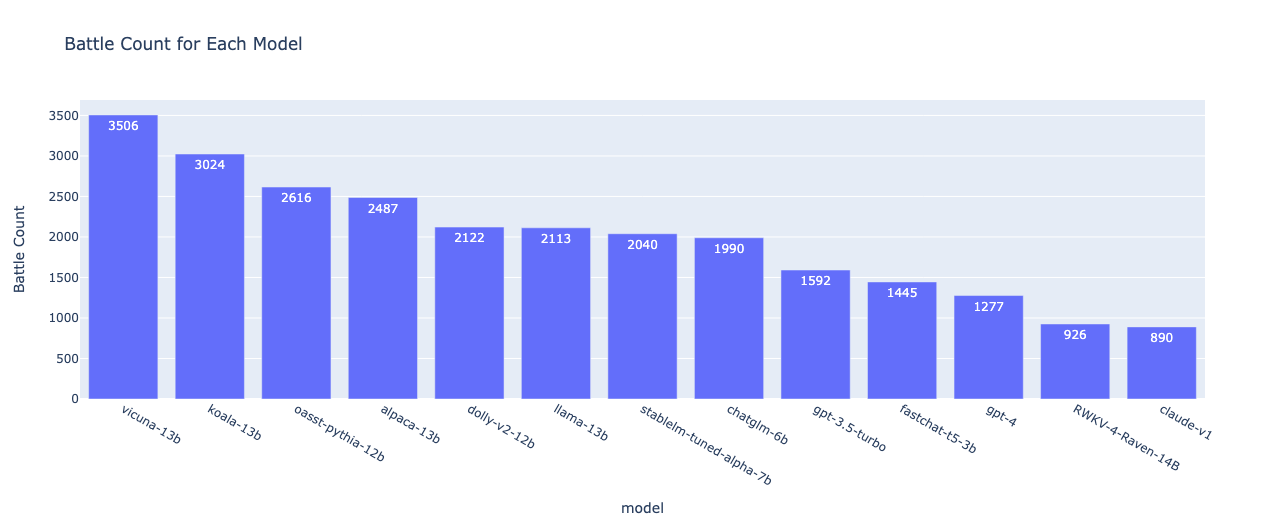 Battle Count for Each Model
Battle Count
3500
3000
2500
2000
1500
1000
500
0
3506
3024
2616
2487
2122
2113
2040
1990
1592
1445
1277
926
890
vicuna-13b
koala-13b
oasst-pythia-12b
alpaca-13b
dolly-v2-12b
llama-13b
stablelm-tuned-alpha-7b
chatglm-6b
gpt-3.5-turbo
fastchat-t5-3b
gpt-4
RWKV-4-Raven-14B
claude-v1
model